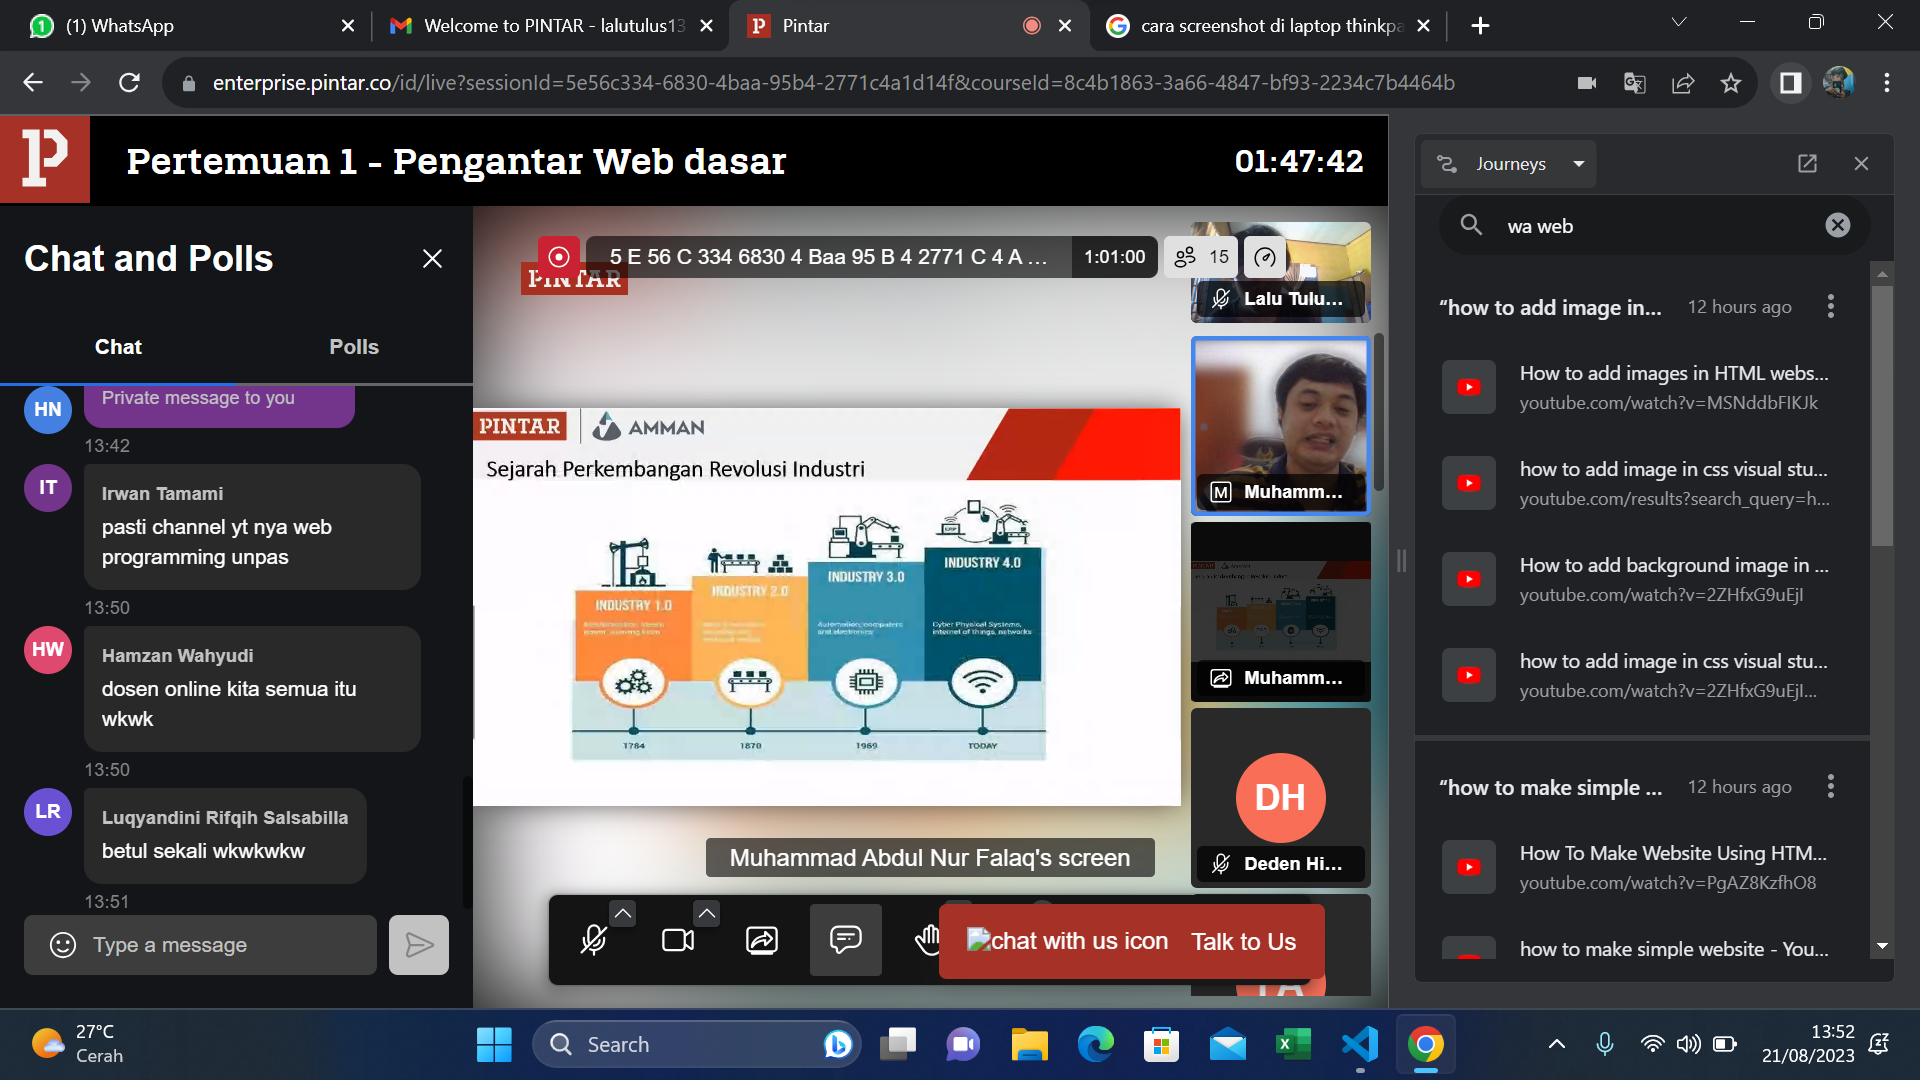 (1) WhatsApp
Welcome to PINTAR - lalutulus13
Pintar
cara screenshot di laptop thinkpa
enterprise.pintar.co/id/live?sessionId=5e56c334-6830-4baa-95b4-2771c4a1d14f&courseId=8c4b1863-3a66-4847-bf93-2234c7b4464b
Pertemuan 1 - Pengantar Web dasar
01:47:42
Chat and Polls
Chat
Polls
HN
Private message to you
13:42
IT
Irwan Tamami
pasti channel yt nya web
programming unpas
13:50
HW
Hamzan Wahyudi
dosen online kita semua itu
wkwk
13:50
LR
Luqyandini Rifqih Salsabilla
betul sekali wkwkwkw
13:51
Type a message
5 E 56 C 334 6830 4 Baa 95 B 4 2771 C 4 A ...
1:01:00
15
PINTAR
PINTAR
AMMAN
Sejarah Perkembangan Revolusi Industri
INDUSTRY 1.0
INDUSTRY 2.0
INDUSTRY 3.0
Automation, computers
and electronics
INDUSTRY 4.0
Cyber Physical Systems,
internet of things, networks
1784
1870
1969
TODAY
Muhammad Abdul Nur Falaq's screen
Lalu Tulu...
M
Muhamm...
Muhamm...
DH
Deden Hi...
chat with us icon
Talk to Us
Journeys
wa web
“how to add image in...
12 hours ago
How to add images in HTML webs...
youtube.com/watch?v=MSNddbFIKJk
how to add image in css visual stu...
youtube.com/results?search_query=h...
How to add background image in ...
youtube.com/watch?v=2ZHfxG9uEjI
how to add image in css visual stu...
youtube.com/watch?v=2ZHfxG9uEjI...
“how to make simple ...
12 hours ago
How To Make Website Using HTM...
youtube.com/watch?v=PgAZ8KzfhO8
how to make simple website - You...
27°C
Cerah
Search
13:52
21/08/2023